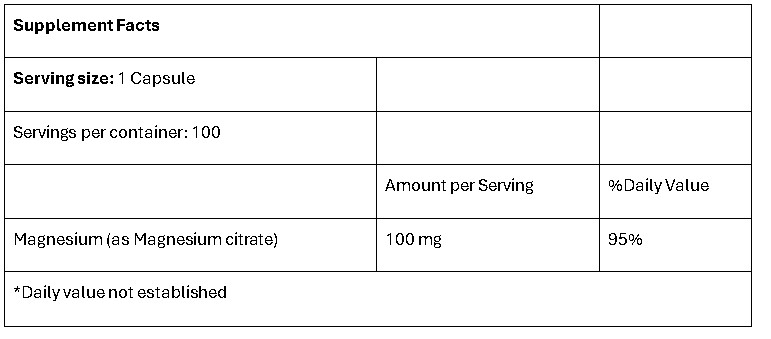 Supplement Facts
Serving size: 1 Capsule
Servings per container: 100
Amount per Serving %Daily Value
Magnesium (as Magnesium citrate) 100 mg 95%
*Daily value not established